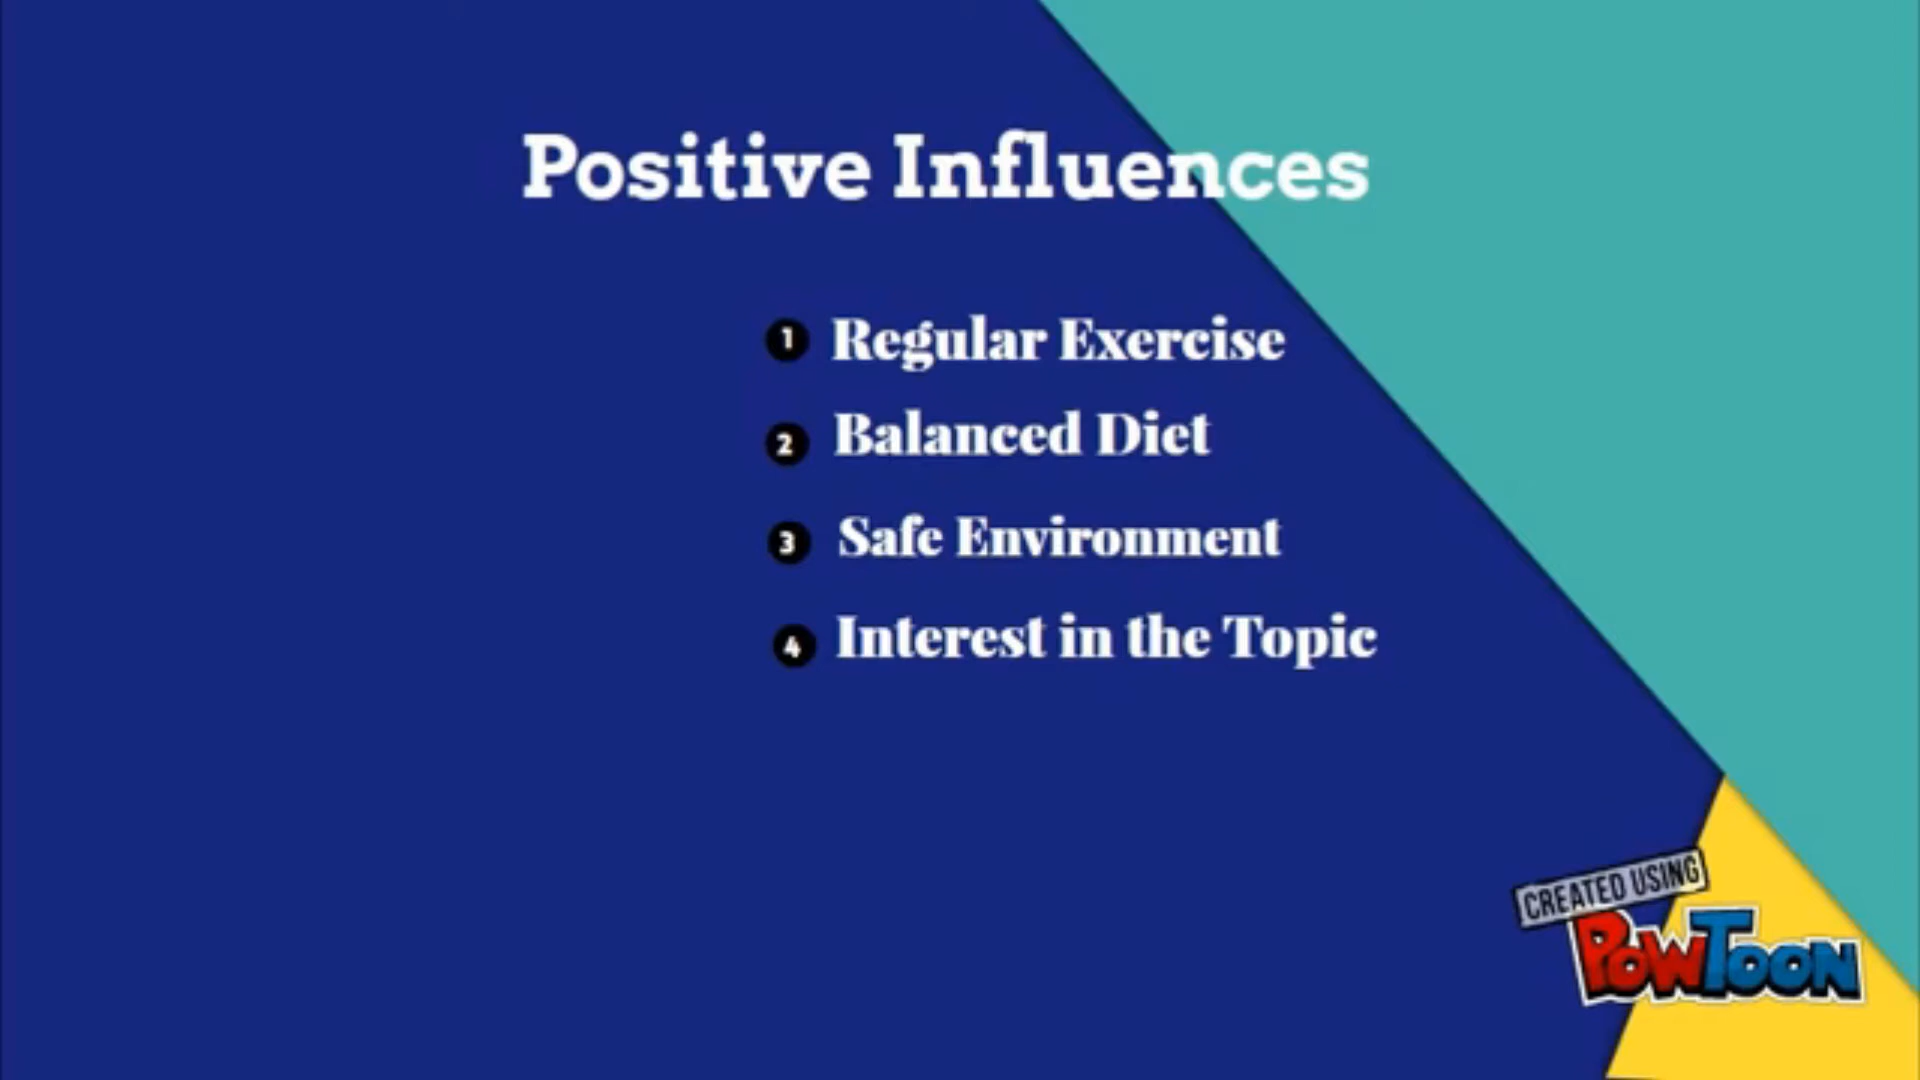 Positive Influences
1 Regular Exercise
2 Balanced Diet
3 Safe Environment
4 Interest in the Topic
CREATED USING
POWTOON